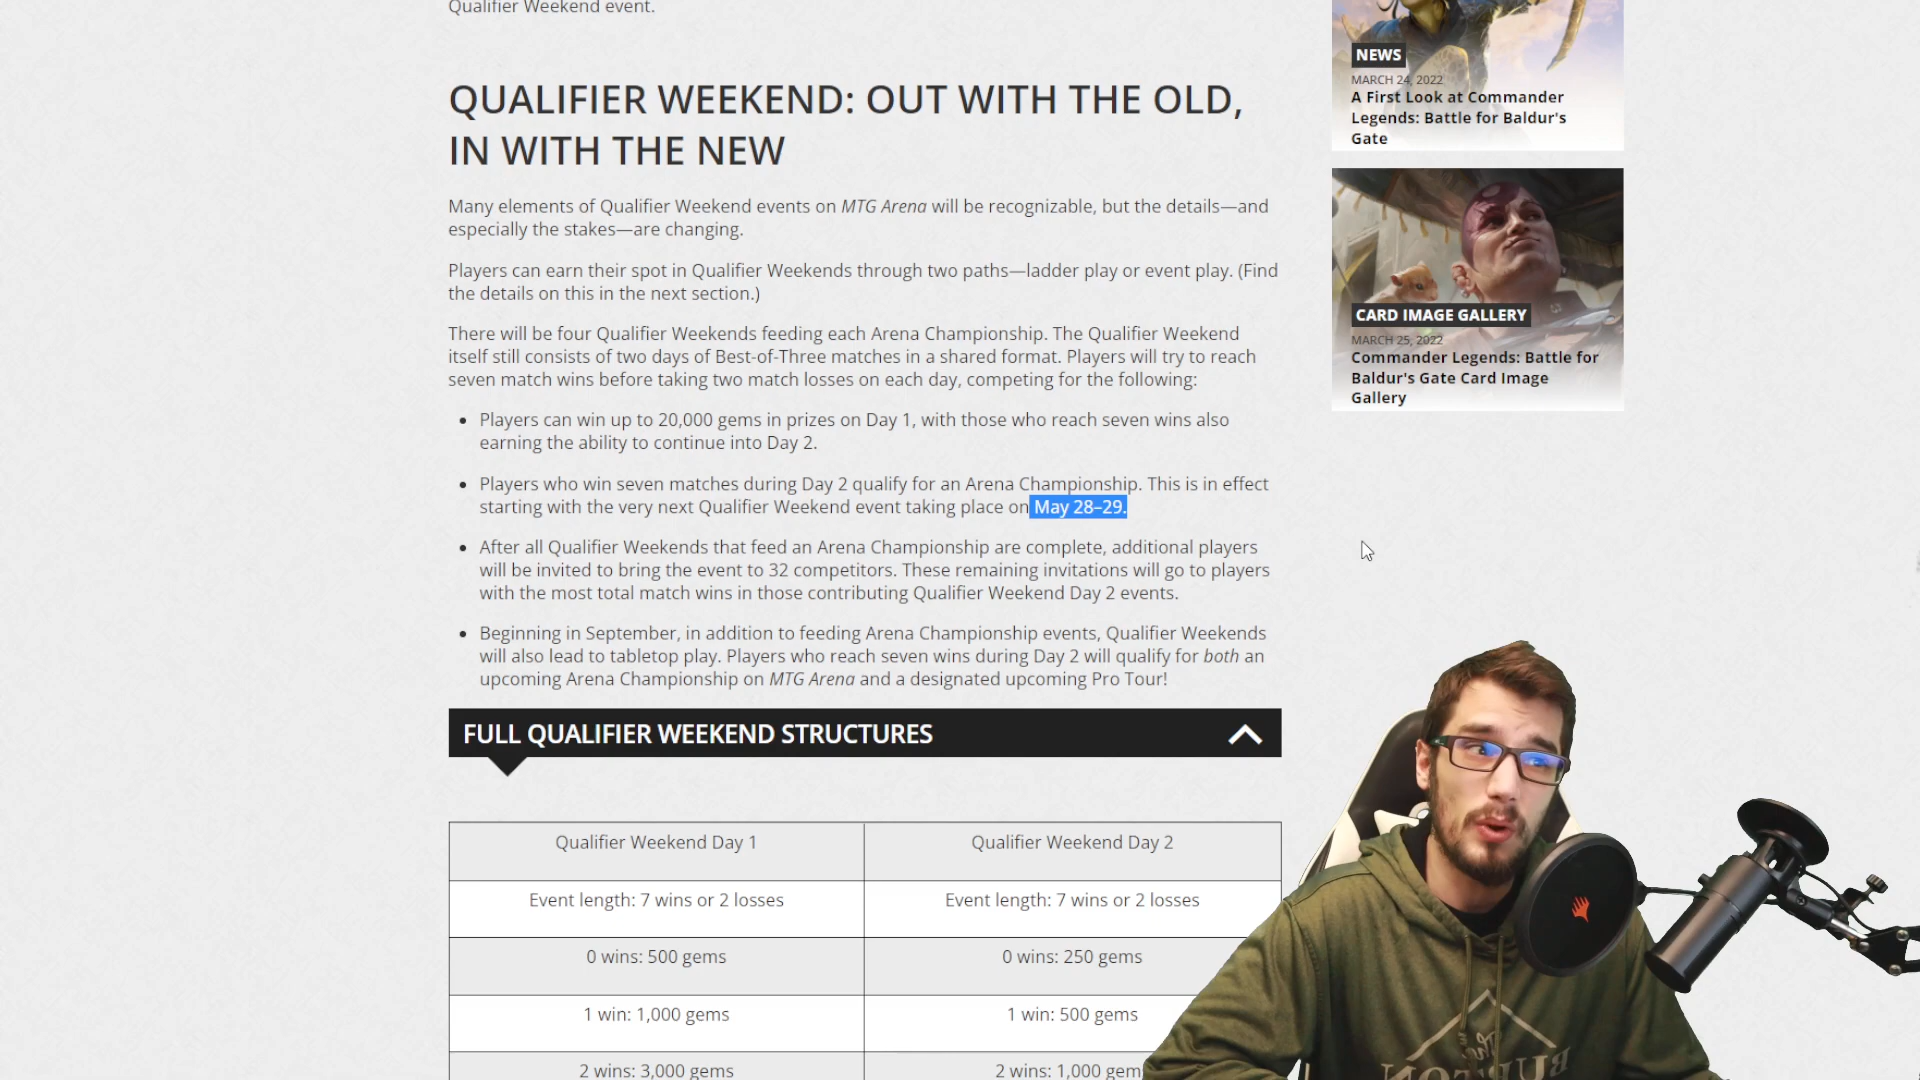 Qualifier Weekend event.
QUALIFIER WEEKEND: OUT WITH THE OLD,
IN WITH THE NEW
Many elements of Qualifier Weekend events on MTG Arena will be recognizable, but the details—and
especially the stakes—are changing.
Players can earn their spot in Qualifier Weekends through two paths—ladder play or event play. (Find
the details on this in the next section.)
There will be four Qualifier Weekends feeding each Arena Championship. The Qualifier Weekend
itself still consists of two days of Best-of-Three matches in a shared format. Players will try to reach
seven match wins before taking two match losses on each day, competing for the following:
• Players can win up to 20,000 gems in prizes on Day 1, with those who reach seven wins also
earning the ability to continue into Day 2.
• Players who win seven matches during Day 2 qualify for an Arena Championship. This is in effect
starting with the very next Qualifier Weekend event taking place on May 28–29.
• After all Qualifier Weekends that feed an Arena Championship are complete, additional players
will be invited to bring the event to 32 competitors. These remaining invitations will go to players
with the most total match wins in those contributing Qualifier Weekend Day 2 events.
• Beginning in September, in addition to feeding Arena Championship events, Qualifier Weekends
will also lead to tabletop play. Players who reach seven wins during Day 2 will qualify for both an
upcoming Arena Championship on MTG Arena and a designated upcoming Pro Tour!
FULL QUALIFIER WEEKEND STRUCTURES
Qualifier Weekend Day 1
Qualifier Weekend Day 2
Event length: 7 wins or 2 losses
Event length: 7 wins or 2 losses
0 wins: 500 gems
0 wins: 250 gems
1 win: 1,000 gems
1 win: 500 gems
2 wins: 3,000 gems
2 wins: 1,000 gem
NEWS
MARCH 24, 2022
A First Look at Commander
Legends: Battle for Baldur's
Gate
CARD IMAGE GALLERY
MARCH 25, 2022
Commander Legends: Battle for
Baldur's Gate Card Image
Gallery